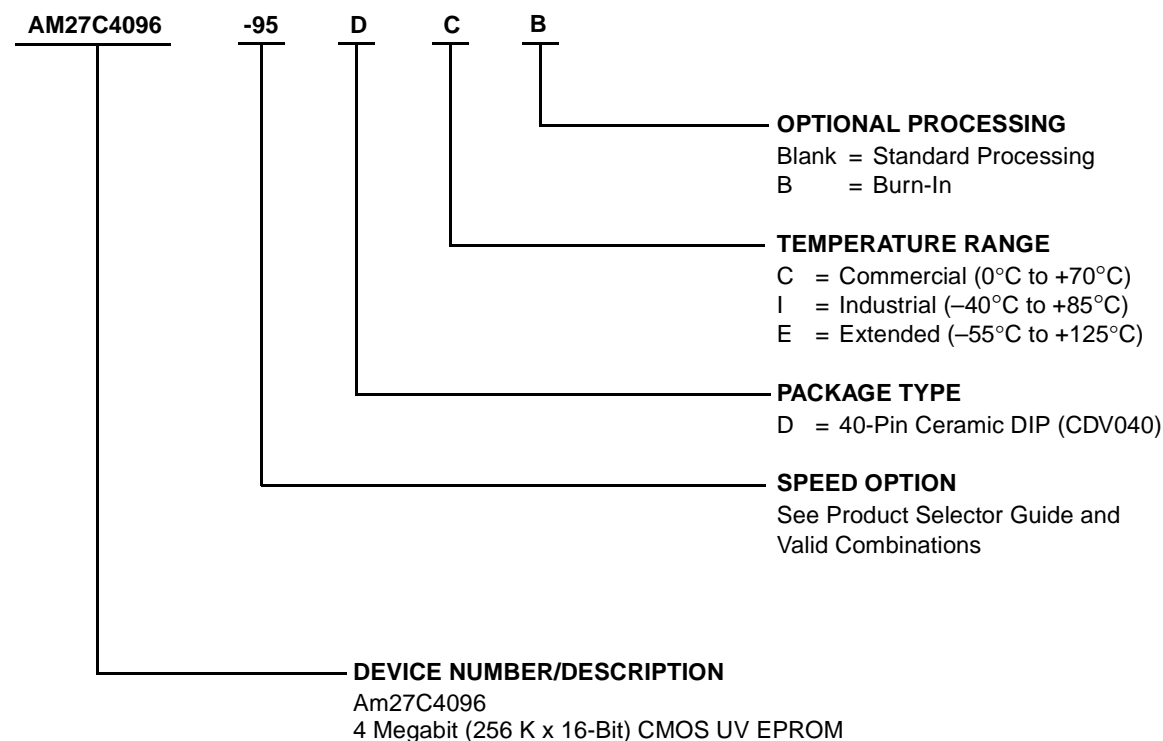 AM27C4096 -95 D C B
OPTIONAL PROCESSING
Blank = Standard Processing
B = Burn-In
TEMPERATURE RANGE
C = Commercial (0°C to +70°C)
I = Industrial (–40°C to +85°C)
E = Extended (–55°C to +125°C)
PACKAGE TYPE
D = 40-Pin Ceramic DIP (CDV040)
SPEED OPTION
See Product Selector Guide and
Valid Combinations
DEVICE NUMBER/DESCRIPTION
Am27C4096
4 Megabit (256 K x 16-Bit) CMOS UV EPROM